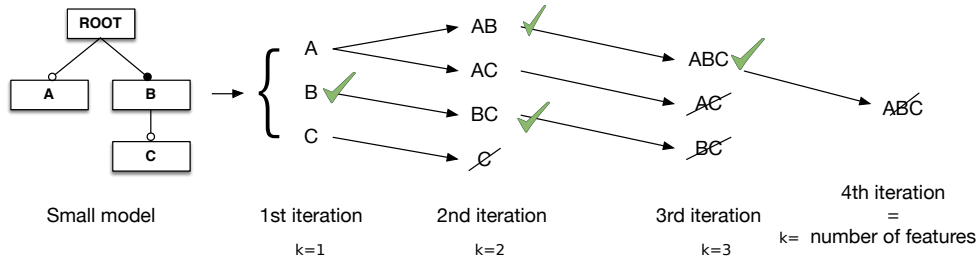 ROOT
A
B
C
Small model
A
B
C
1st iteration
k=1
AB
AC
BC
C
2nd iteration
k=2
ABC
AC
BC
3rd iteration
k=3
ABC
4th iteration
=
k= number of features